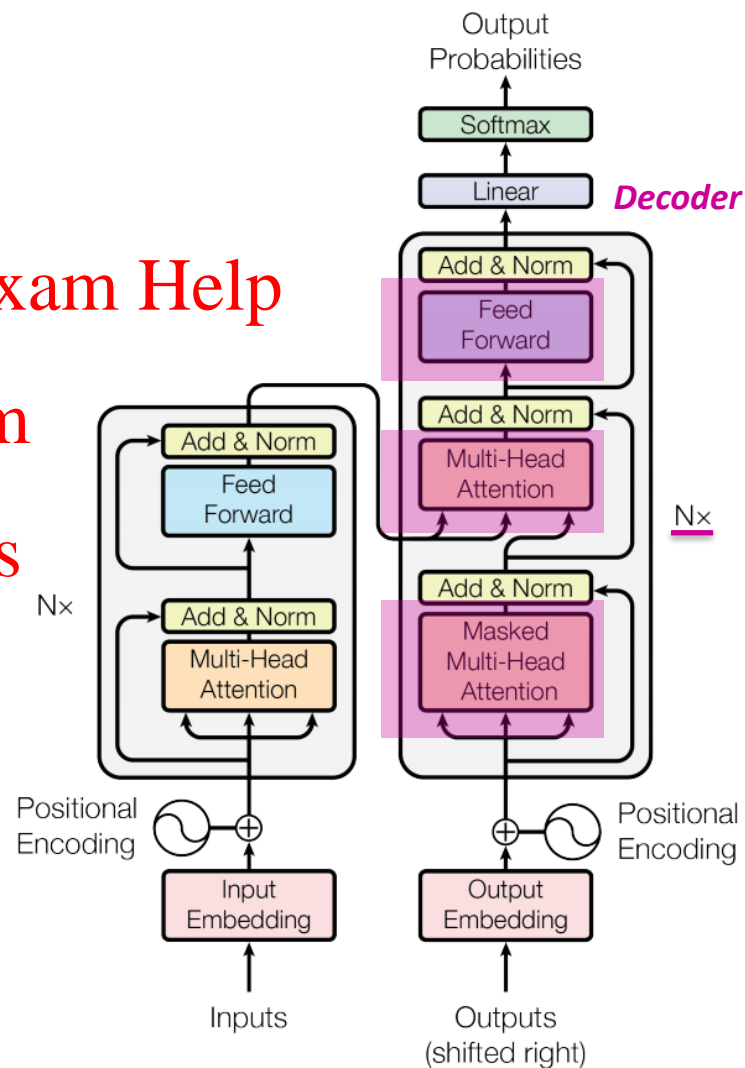 Output
Probabilities
Softmax
Linear
Decoder
Add & Norm
Feed
Forward
Add & Norm
Multi-Head
Attention
Nx
Add & Norm
Masked
Multi-Head
Attention
xam Help
m
s
Add & Norm
Feed
Forward
Nx
Add & Norm
Multi-Head
Attention
Positional
Encoding
Positional
Encoding
Input
Embedding
Output
Embedding
Inputs
Outputs
(shifted right)